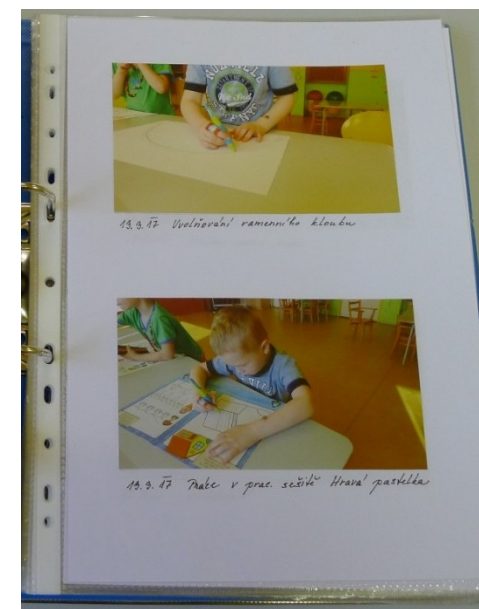 19.9.17 Uvolňování ramenního kloubu
19.9.17 Práce v prac. sešitě Hravá pastelka